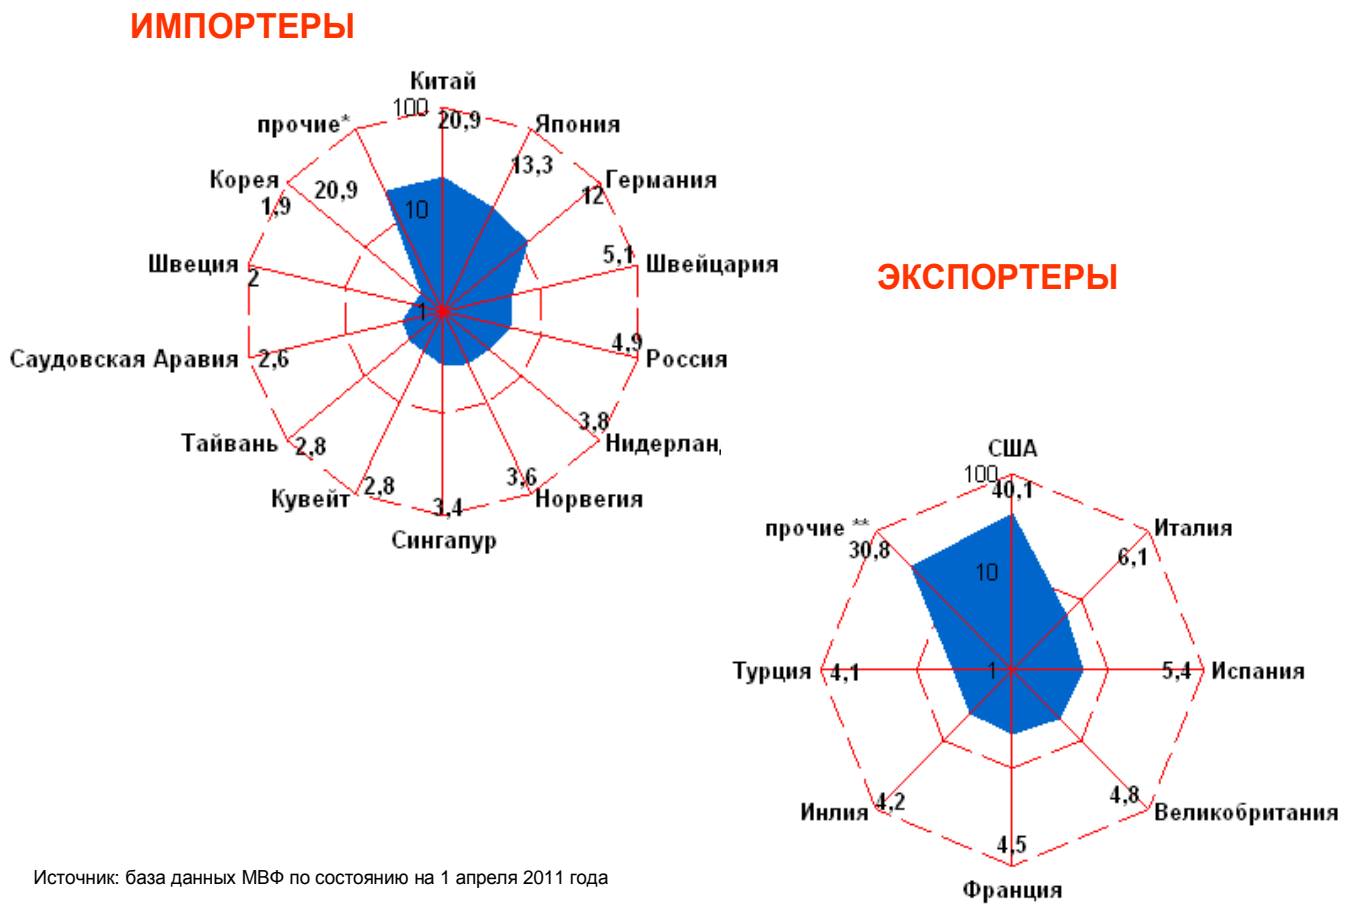 ИМПОРТЕРЫ
Китай
100
20,9
прочие*
Япония
13,3
Корея
20,9
Германия
12
1,9
10
Швеция
2
5,1
Швейцария
1
Саудовская Аравия
2,6
4,9
Россия
Тайвань
2,8
3,8
Нидерлан
Кувейт
2,8
3,6
Норвегия
3,4
Сингапур
ЭКСПОРТЕРЫ
США
100
40,1
прочие **
30,8
Италия
6,1
10
Турция
4,1
1
5,4
Испания
Инлия
4,2
4,8
Великобритания
4,5
Франция
Источник: база данных МВФ по состоянию на 1 апреля 2011 года